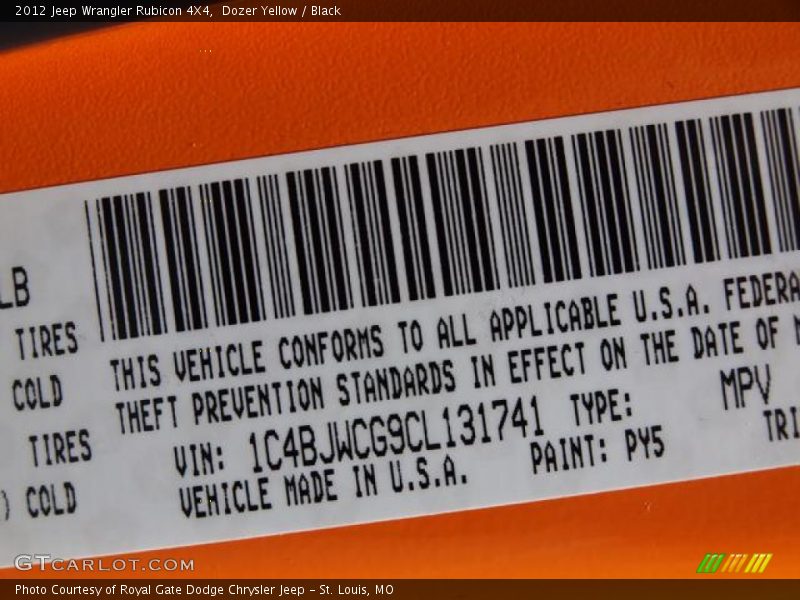 2012 Jeep Wrangler Rubicon 4X4, Dozer Yellow / Black
LB
TIRES
COLD
TIRES
) COLD
THIS VEHICLE CONFORMS TO ALL APPLICABLE U.S.A. FEDERA
THEFT PREVENTION STANDARDS IN EFFECT ON THE DATE OF
VIN: 1C4BJWCG9CL131741 TYPE: MPV
VEHICLE MADE IN U.S.A. PAINT: PY5 TRI
GTCARLOT.COM
Photo Courtesy of Royal Gate Dodge Chrysler Jeep - St. Louis, MO